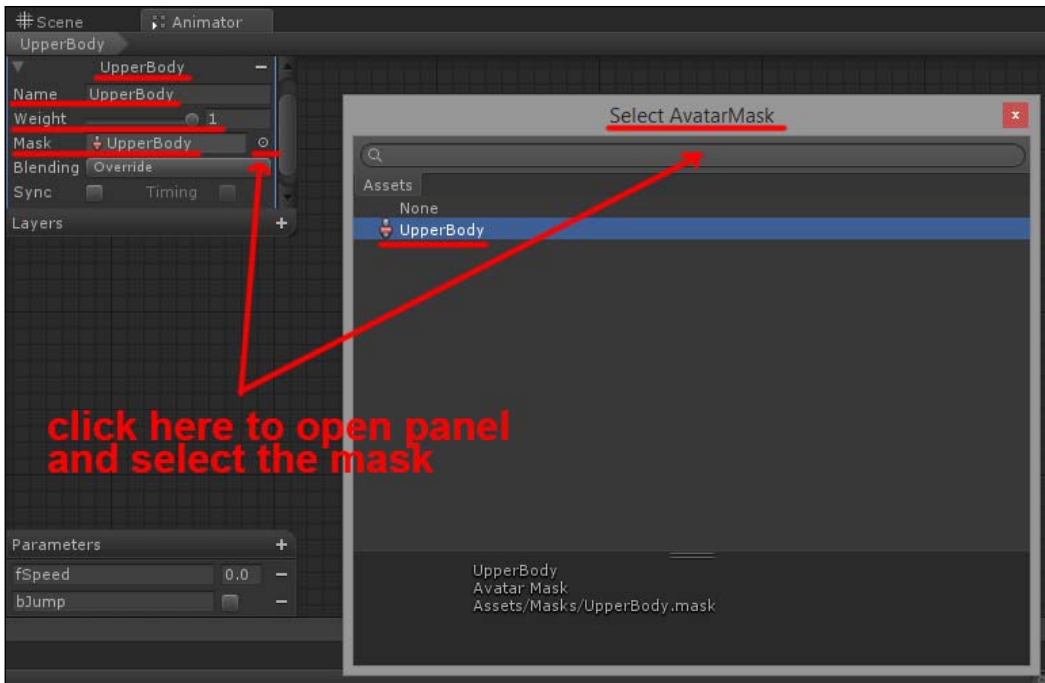 Scene
Animator
UpperBody
UpperBody
Name UpperBody
Weight 1
Mask UpperBody
Blending Override
Sync Timing
Layers
Select AvatarMask
Assets
None
UpperBody
click here to open panel
and select the mask
Parameters
fSpeed 0.0
bJump
UpperBody
Avatar Mask
Assets/Masks/UpperBody.mask